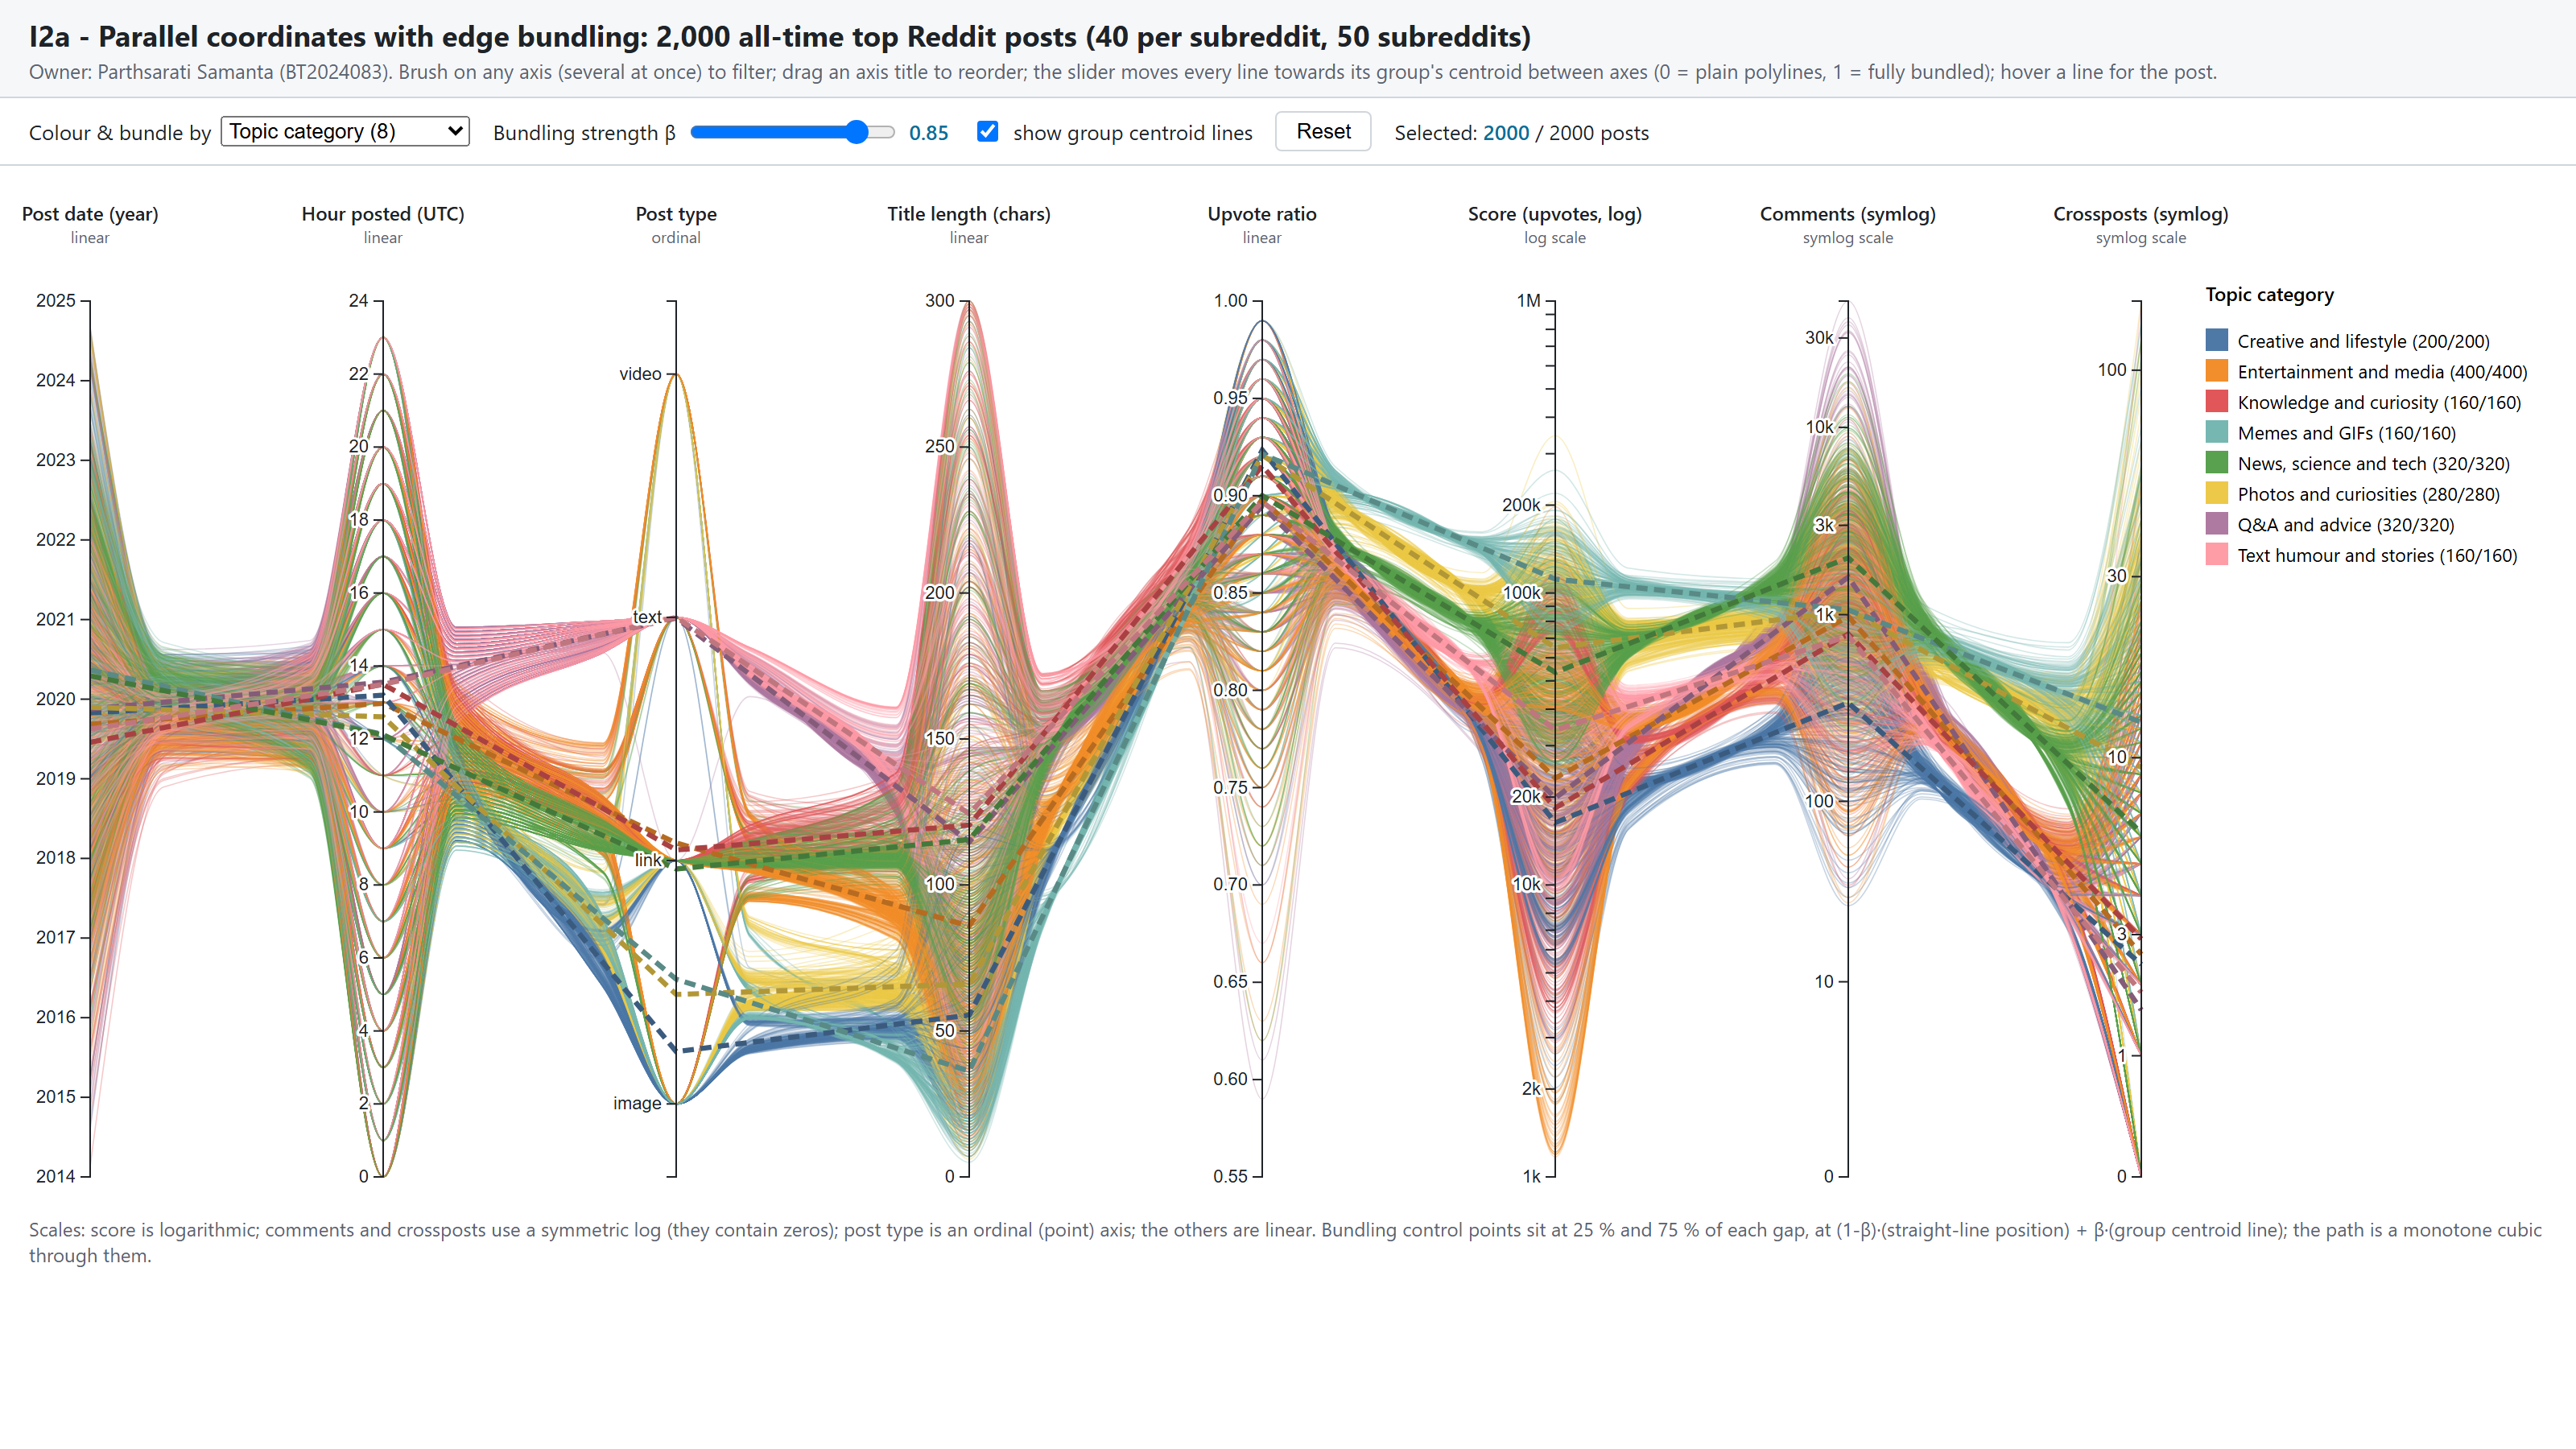 I2a - Parallel coordinates with edge bundling: 2,000 all-time top Reddit posts (40 per subreddit, 50 subreddits)
Owner: Parthsarati Samanta (BT2024083). Brush on any axis (several at once) to filter; drag an axis title to reorder; the slider moves every line towards its group's centroid between axes (0 = plain polylines, 1 = fully bundled); hover a line for the post.
Colour & bundle by Topic category (8) Bundling strength β 0.85 show group centroid lines Reset Selected: 2000 / 2000 posts
Post date (year)
linear
2025
2024
2023
2022
2021
2020
2019
2018
2017
2016
2015
2014
Hour posted (UTC)
linear
24
22
20
18
16
14
12
10
8
6
4
2
0
Post type
ordinal
video
text
link
image
Title length (chars)
linear
300
250
200
150
100
50
0
Upvote ratio
linear
1.00
0.95
0.90
0.85
0.80
0.75
0.70
0.65
0.60
0.55
Score (upvotes, log)
log scale
1M
200k
100k
20k
10k
2k
1k
Comments (symlog)
symlog scale
30k
10k
3k
1k
100
10
0
Crossposts (symlog)
symlog scale
100
30
10
3
1
0
Topic category
Creative and lifestyle (200/200)
Entertainment and media (400/400)
Knowledge and curiosity (160/160)
Memes and GIFs (160/160)
News, science and tech (320/320)
Photos and curiosities (280/280)
Q&A and advice (320/320)
Text humour and stories (160/160)
Scales: score is logarithmic; comments and crossposts use a symmetric log (they contain zeros); post type is an ordinal (point) axis; the others are linear. Bundling control points sit at 25 % and 75 % of each gap, at (1-β)·(straight-line position) + β·(group centroid line); the path is a monotone cubic
through them.